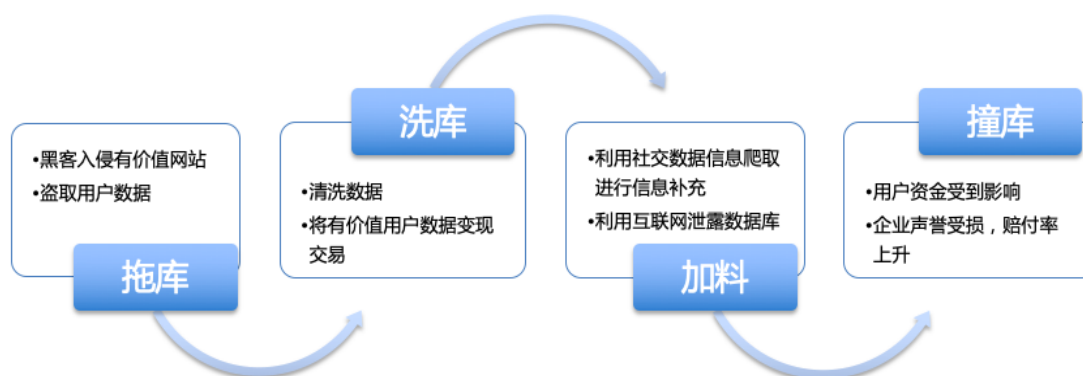 •黑客入侵有价值网站
•盗取用户数据
拖库
洗库
•清洗数据
•将有价值用户数据变现
交易
•利用社交数据信息爬取
进行信息补充
•利用互联网泄露数据库
加料
撞库
•用户资金受到影响
•企业声誉受损，赔付率
上升